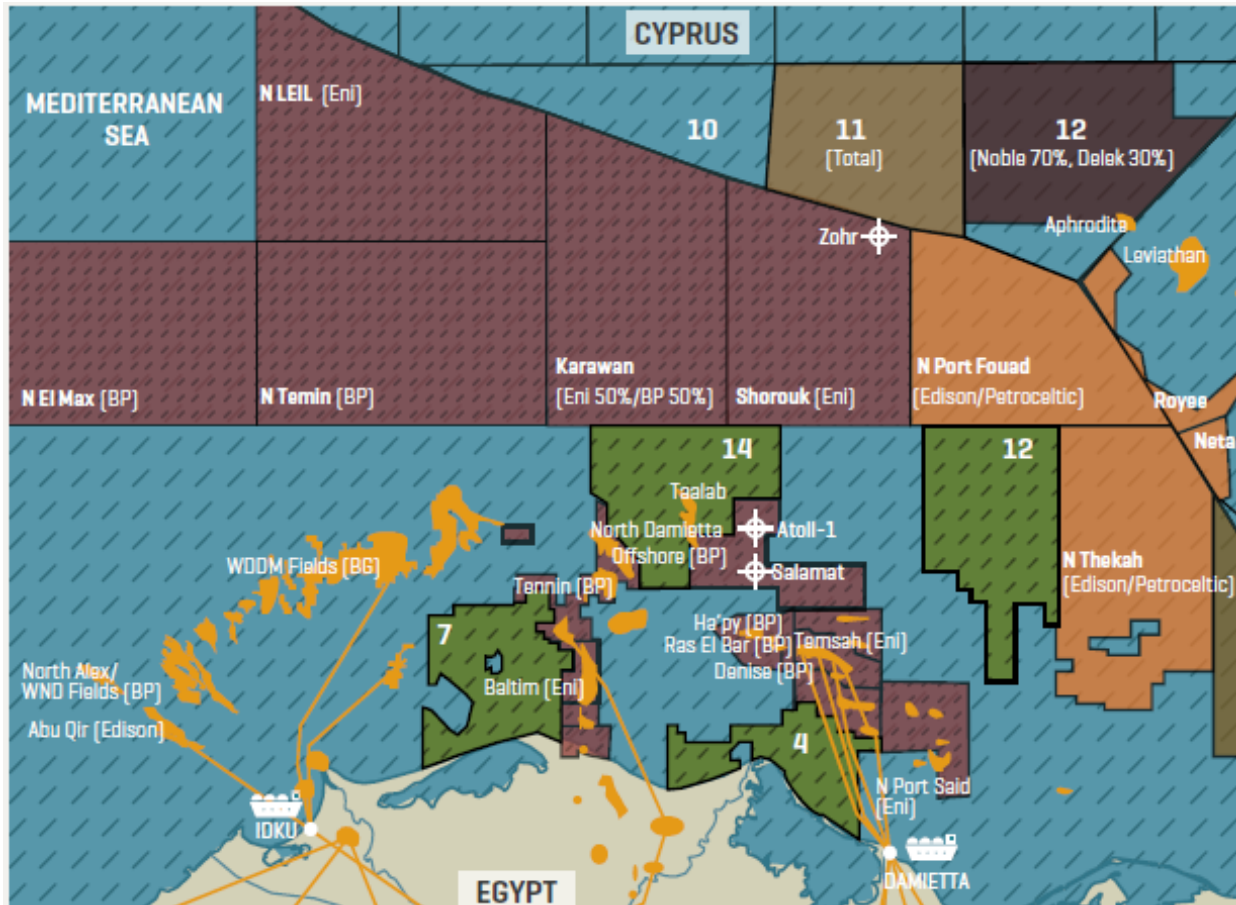 CYPRUS
N LEIL (Eni)
MEDITERRANEAN
SEA
10
11
(Total)
12
(Noble 70%, Delek 30%)
Aphrodite
Zohr
Leviathan
N El Max (BP)
N Temin (BP)
Karawan
(Eni 50%/BP 50%)
Shorouk (Eni)
N Port Fouad
(Edison/Petroceltic)
Royee
Neta
14
12
Taalab
North Damietta
Offshore (BP)
Atoll-1
Salamat
WDDM Fields (BG)
Tennin (BP)
N Thekah
(Edison/Petroceltic)
7
Ha'py (BP)
Ras El Bar (BP)
Temsah (Eni)
Denise (BP)
North Alex/
WND Fields (BP)
Baltim (Eni)
Abu Qir (Edison)
4
N Port Said
(Eni)
IDKU
DAMIETTA
EGYPT